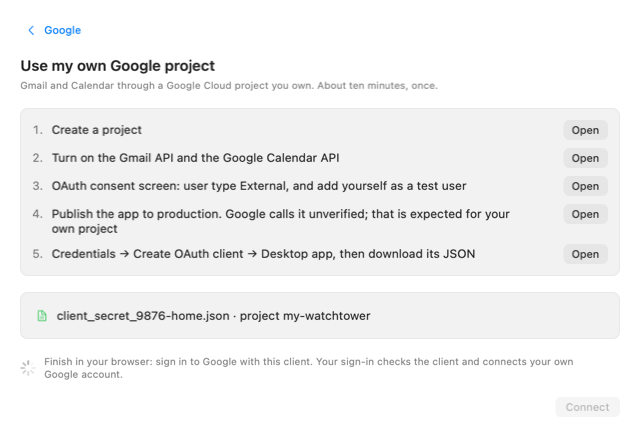 Google
Use my own Google project
Gmail and Calendar through a Google Cloud project you own. About ten minutes, once.
1. Create a project Open
2. Turn on the Gmail API and the Google Calendar API Open
3. OAuth consent screen: user type External, and add yourself as a test user Open
4. Publish the app to production. Google calls it unverified; that is expected for your Open
own project
5. Credentials → Create OAuth client → Desktop app, then download its JSON Open
client_secret_9876-home.json · project my-watchtower
Finish in your browser: sign in to Google with this client. Your sign-in checks the client and connects your own
Google account.
Connect